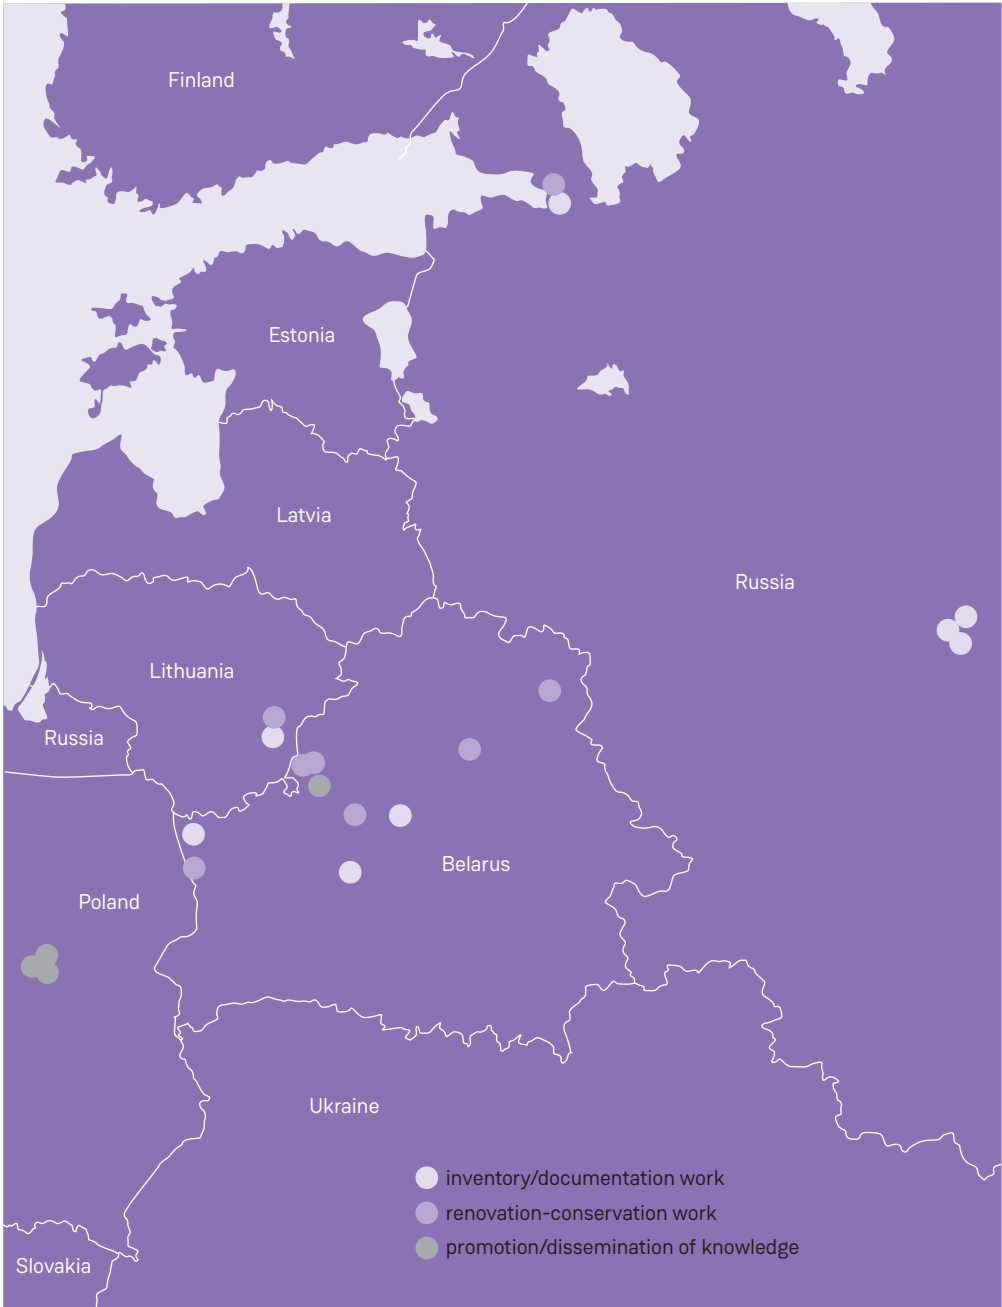 Finland
Estonia
Latvia
Russia
Lithuania
Russia
Belarus
Poland
Ukraine
inventory/documentation work
renovation-conservation work
promotion/dissemination of knowledge
Slovakia